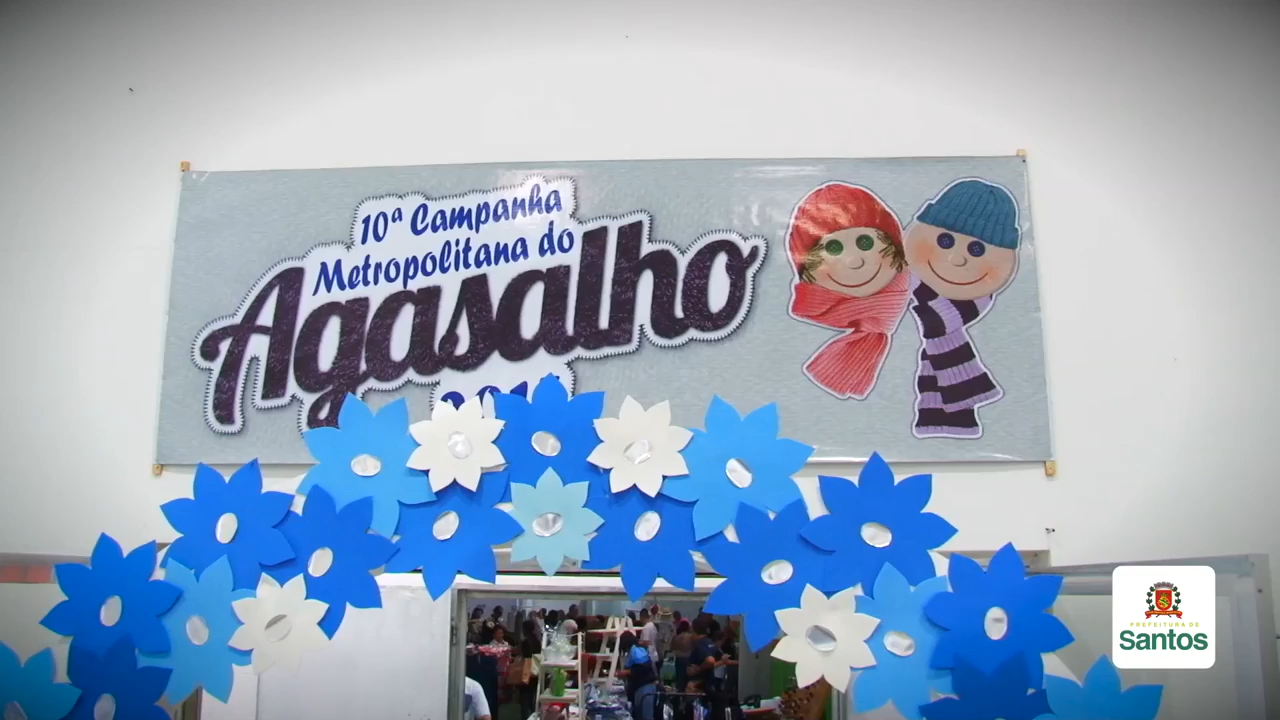 10ª Campanha
Metropolitana do
Agasalho
PREFEITURA DE
Santos